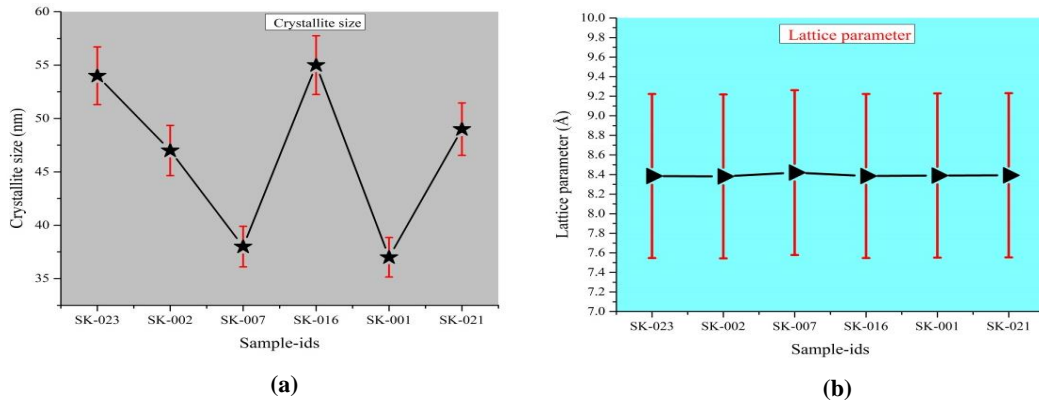 60
55
50
45
40
35
Crystallite size (nm)
Crystallite size
SK-023 SK-002 SK-007 SK-016 SK-001 SK-021
Sample-ids
(a)
10.0
9.8
9.6
9.4
9.2
9.0
8.8
8.6
8.4
8.2
8.0
7.8
7.6
7.4
7.2
7.0
Lattice parameter (Å)
Lattice parameter
SK-023 SK-002 SK-007 SK-016 SK-001 SK-021
Sample-ids
(b)